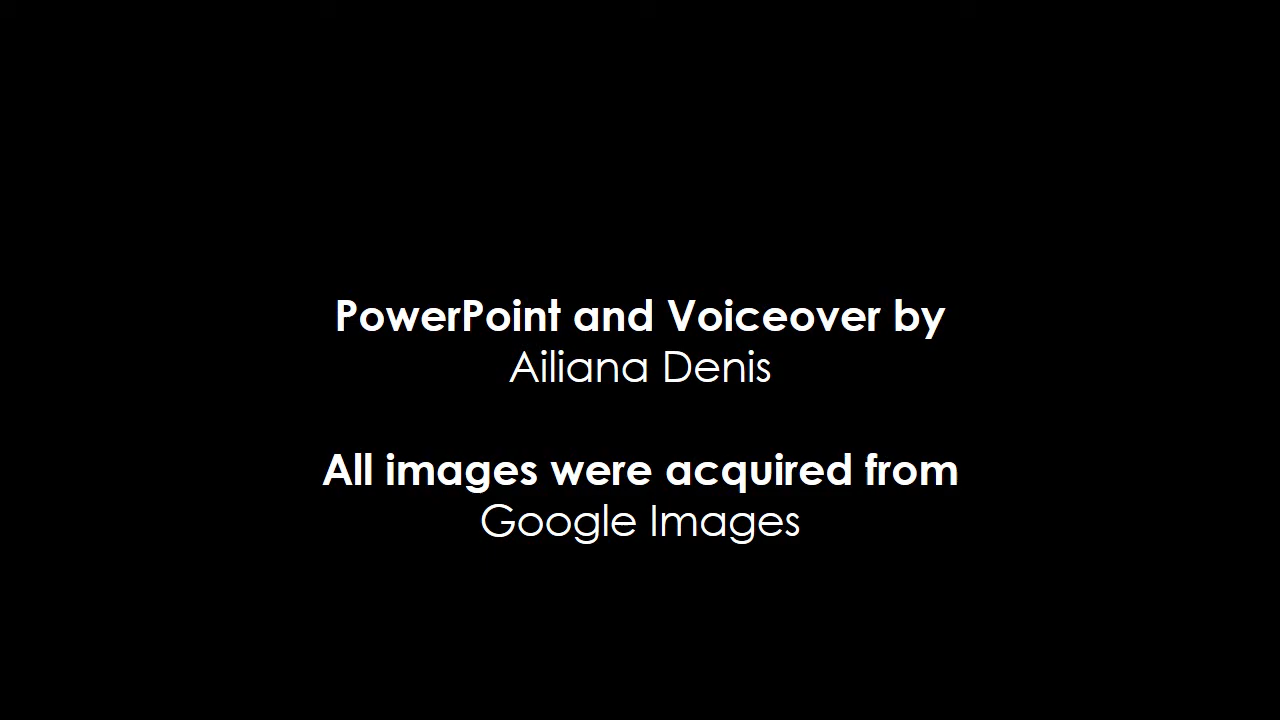 PowerPoint and Voiceover by
Ailiana Denis
All images were acquired from
Google Images